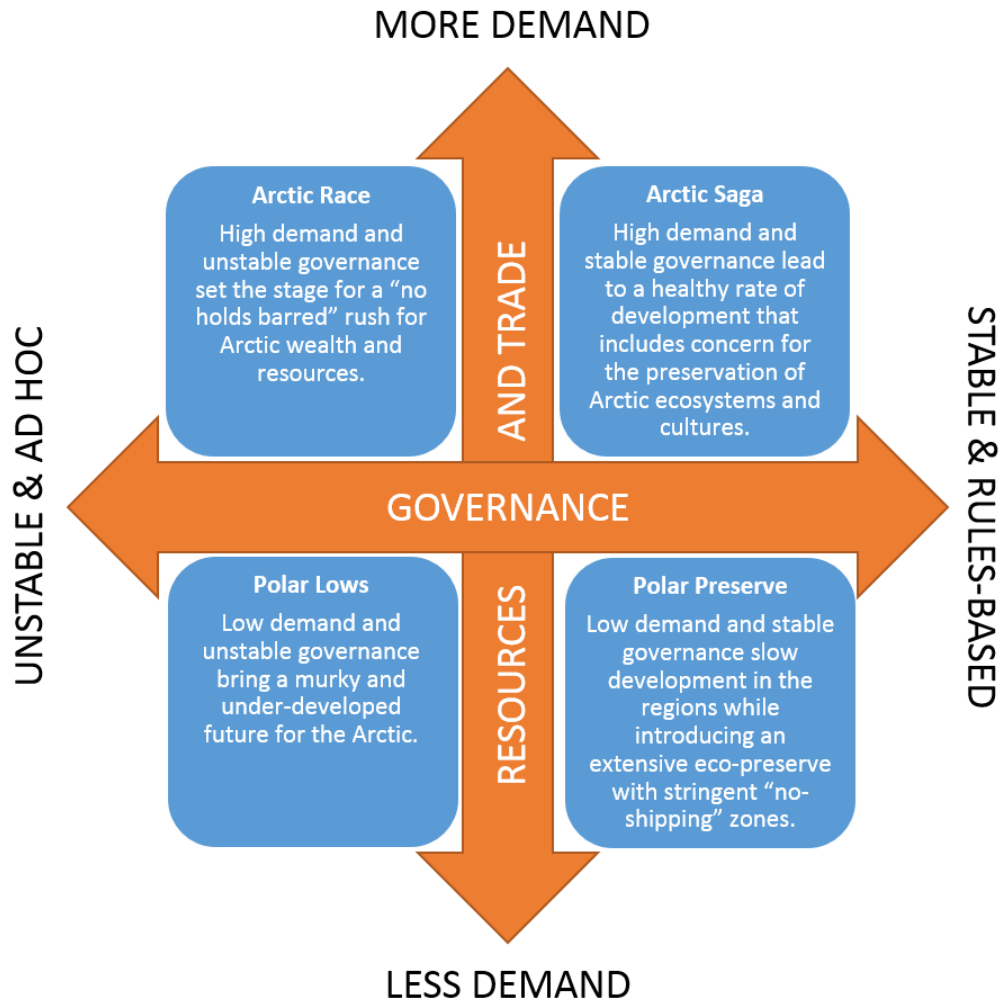 MORE DEMAND
Arctic Race
High demand and
unstable governance
set the stage for a “no
holds barred” rush for
Arctic wealth and
resources.
Arctic Saga
High demand and
stable governance lead
to a healthy rate of
development that
includes concern for
the preservation of
Arctic ecosystems and
cultures.
UNSTABLE & AD HOC
RESOURCES
AND TRADE
GOVERNANCE
STABLE & RULES-BASED
Polar Lows
Low demand and
unstable governance
bring a murky and
under-developed
future for the Arctic.
Polar Preserve
Low demand and stable
governance slow
development in the
regions while
introducing an
extensive eco-preserve
with stringent “no-
shipping” zones.
LESS DEMAND